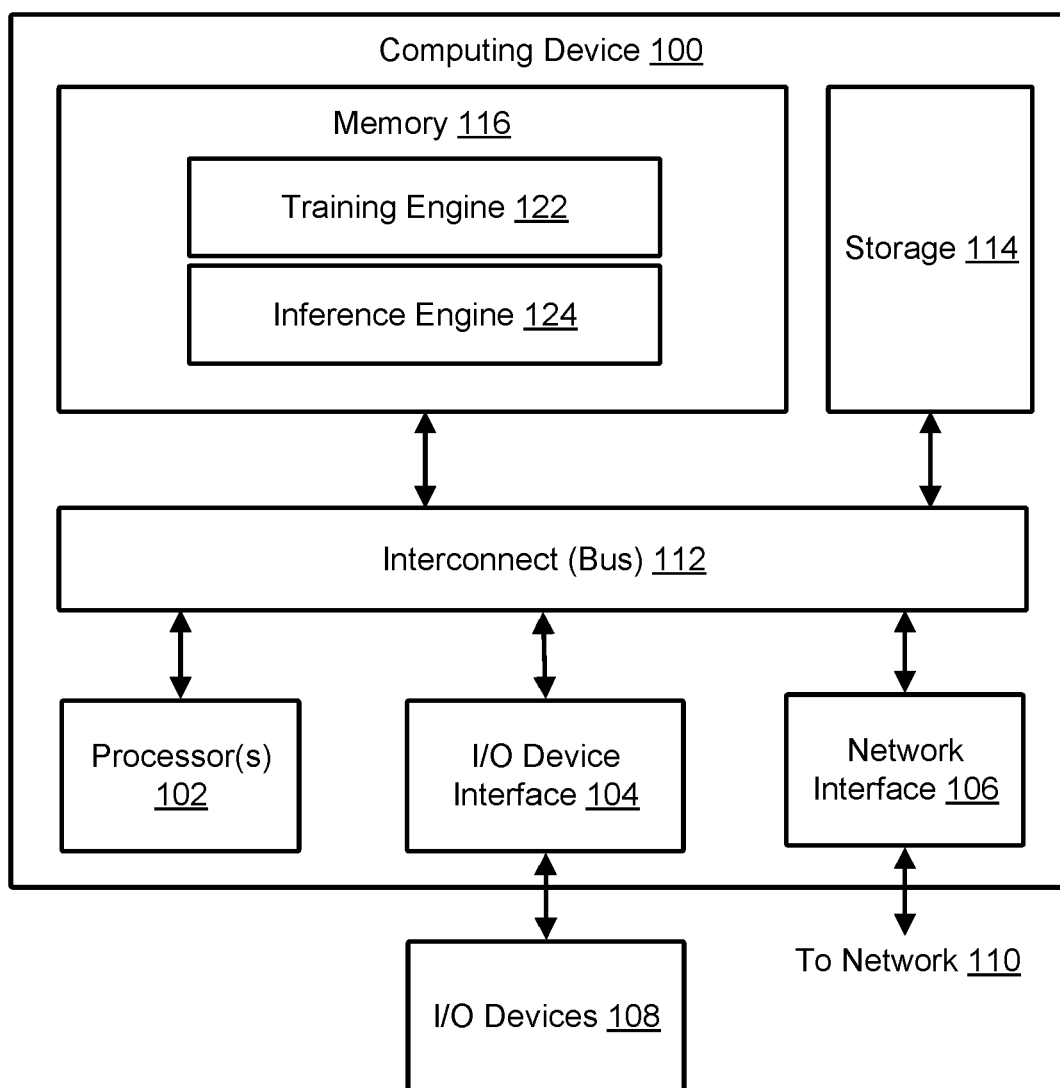 Computing Device 100
Memory 116
Training Engine 122
Inference Engine 124
Storage 114
Interconnect (Bus) 112
Processor(s)
102
I/O Device
Interface 104
Network
Interface 106
To Network 110
I/O Devices 108